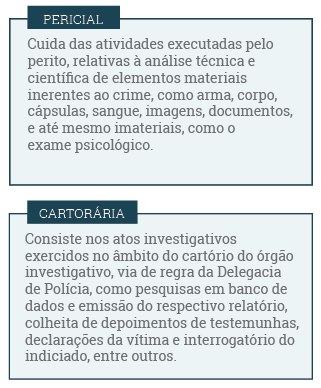 PERICIAL
Cuida das atividades executadas pelo
perito, relativas à análise técnica e
científica de elementos materiais
inerentes ao crime, como arma, corpo,
cápsulas, sangue, imagens, documentos,
e até mesmo imateriais, como o
exame psicológico.
CARTORÁRIA
Consiste nos atos investigativos
exercidos no âmbito do cartório do órgão
investigativo, via de regra da Delegacia
de Polícia, como pesquisas em banco de
dados e emissão do respectivo relatório,
colheita de depoimentos de testemunhas,
declarações da vítima e interrogatório do
indiciado, entre outros.